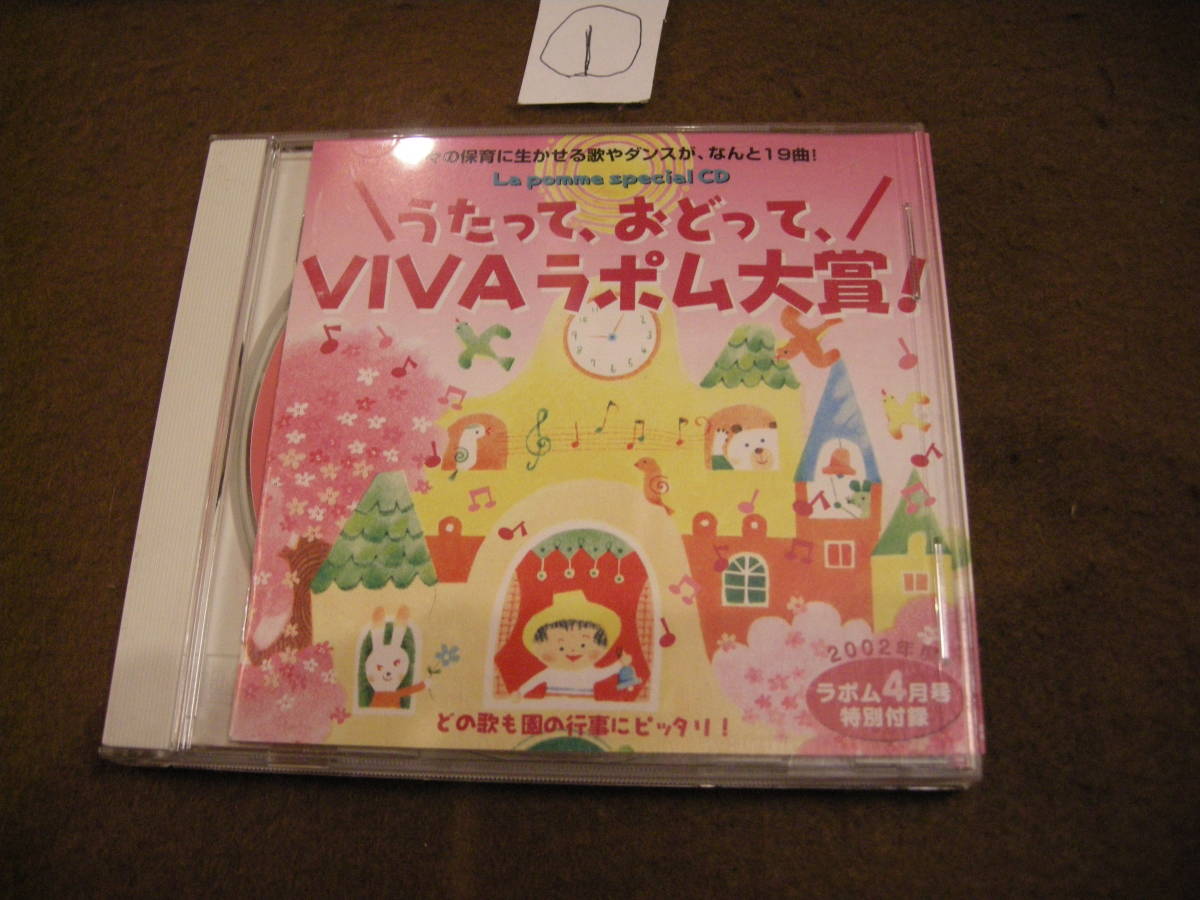 ①
々の保育に生かせる歌やダンスが、なんと19曲!
La pomme special CD
うたって、おどって、
VIVAラポム大賞!
2002年
ラポム4月号
特別付録
どの歌も園の行事にピッタリ!